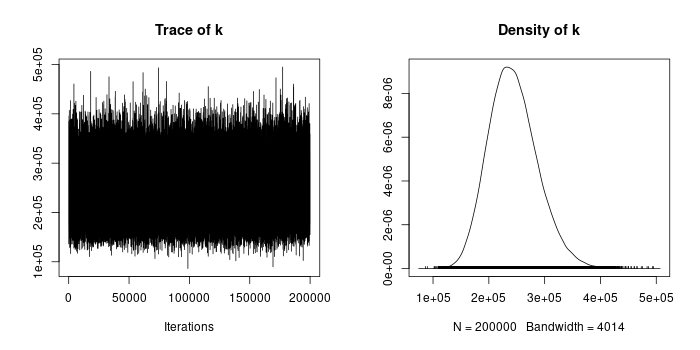 Trace of k
5e+05
4e+05
3e+05
2e+05
1e+05
0 50000 100000 150000 200000
Iterations
Density of k
8e-06
6e-06
4e-06
2e-06
0e+00
1e+05 2e+05 3e+05 4e+05 5e+05
N = 200000 Bandwidth = 4014